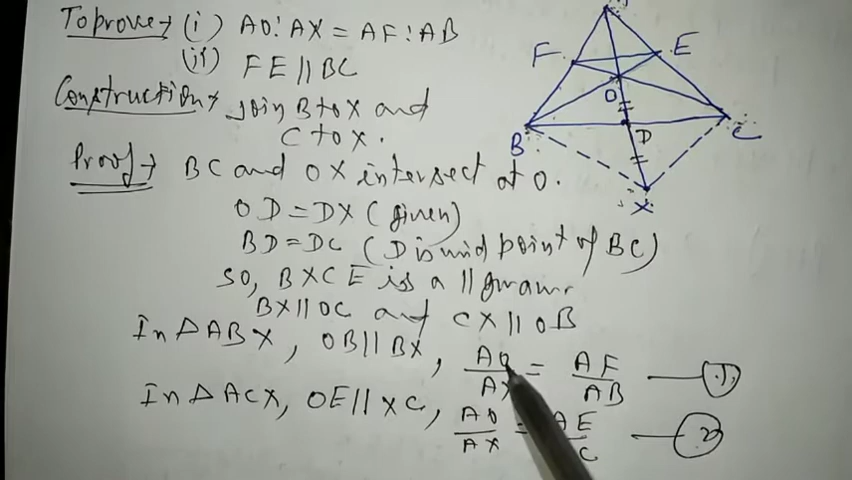 To prove → (i) AO : AX = AF : AB
(ii) FE || BC
Construction → Join B to X and
C to X.
Proof → BC and OX intersect at O.
OD = DX (given)
BD = DC (D is mid point of BC)
SO, BXCE is a ||gram.
BX || OC and CX || OB
In △ABX, OB || BX, AO/AX = AF/AB — (1)
In △ACX, OE || XC, AO/AX = AE/C — (2)
F
E
O
B
D
C
X